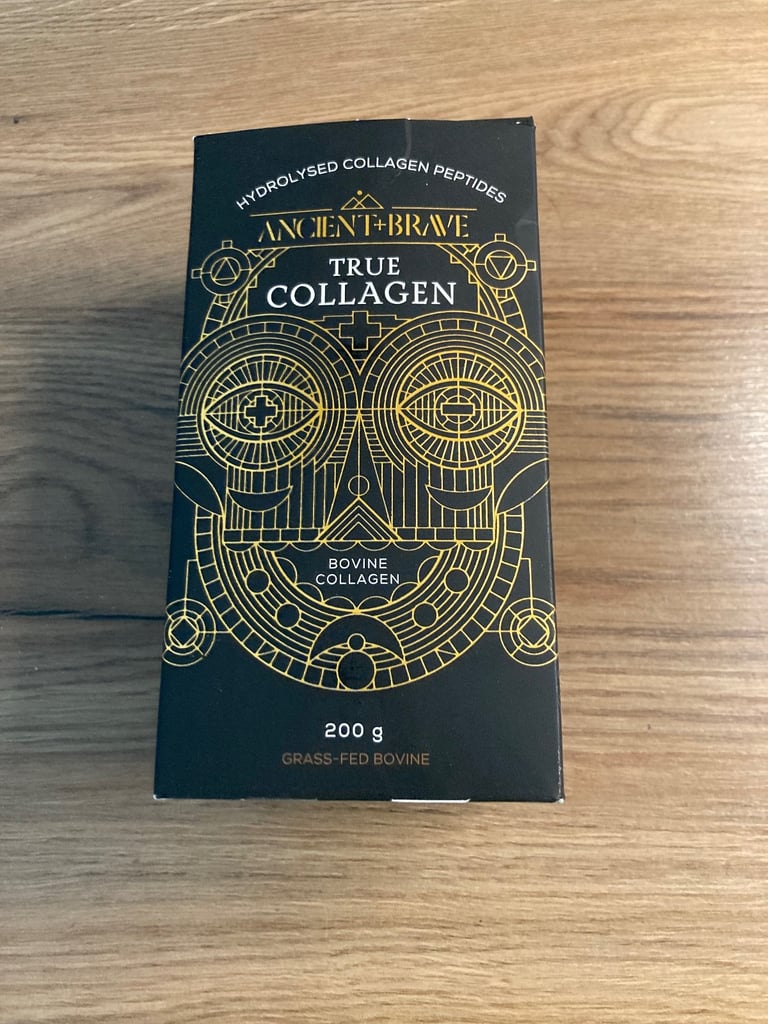 HYDROLYSED COLLAGEN PEPTIDES
ANCIENT+BRAVE
TRUE
COLLAGEN
BOVINE
COLLAGEN
200 g
GRASS-FED BOVINE